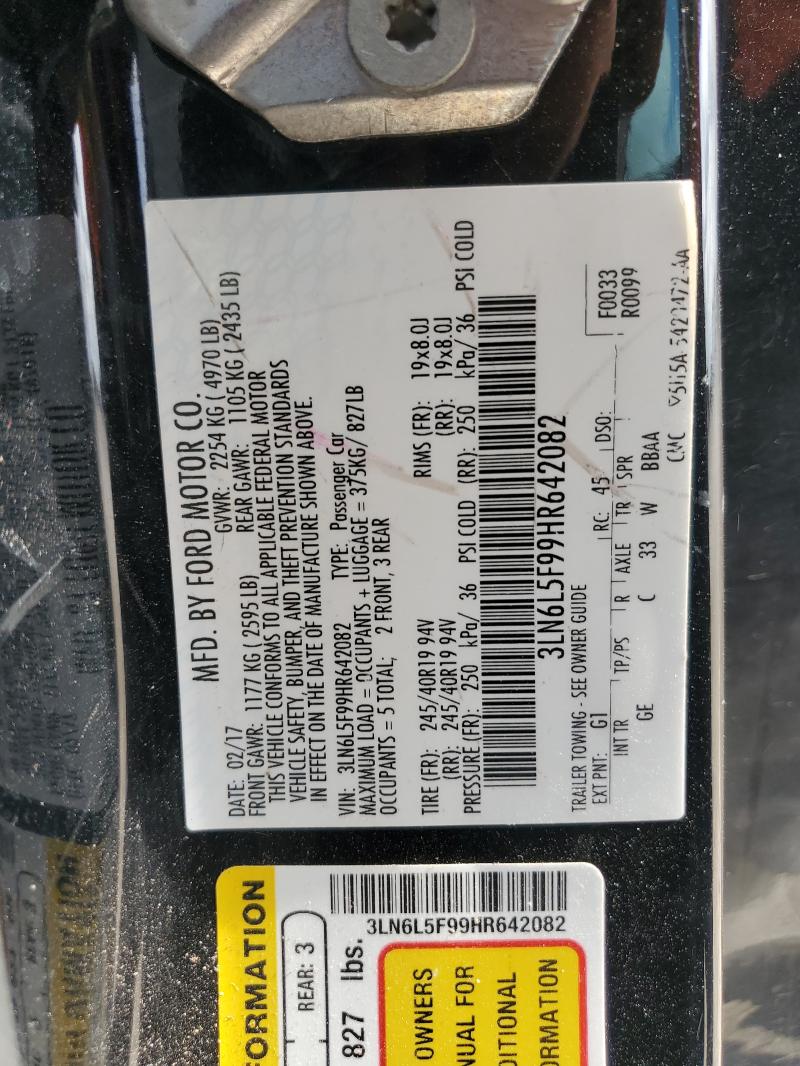 MFD. BY FORD MOTOR CO.
DATE: 02/17 GVWR: 2254 KG ( 4970 LB)
FRONT GAWR: 1177 KG ( 2595 LB) REAR GAWR: 1105 KG ( 2435 LB)
THIS VEHICLE CONFORMS TO ALL APPLICABLE FEDERAL MOTOR
VEHICLE SAFETY, BUMPER, AND THEFT PREVENTION STANDARDS
IN EFFECT ON THE DATE OF MANUFACTURE SHOWN ABOVE.
VIN: 3LN6L5F99HR642082 TYPE: Passenger Car
MAXIMUM LOAD = OCCUPANTS + LUGGAGE = 375KG/ 827LB
OCCUPANTS = 5 TOTAL; 2 FRONT, 3 REAR
TIRE (FR): 245/40R19 94V RIMS (FR): 19x8.0J
(RR): 245/40R19 94V (RR): 19x8.0J
PRESSURE (FR): 250 kPa/ 36 PSI COLD (RR): 250 kPa/ 36 PSI COLD
3LN6L5F99HR642082
TRAILER TOWING - SEE OWNER GUIDE
EXT PNT: G1 RC: 45 DSO: F0033
INT TR TP/PS R AXLE TR SPR R0099
GE C 33 W BBAA
CMC
FORMATION
REAR: 3
827 lbs.
3LN6L5F99HR642082
OWNERS
NUAL FOR
DITIONAL
ORMATION